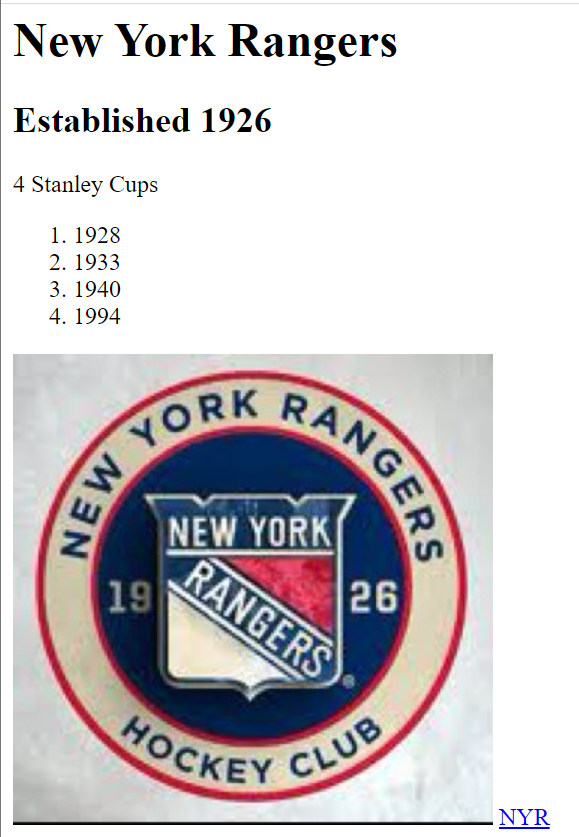 New York Rangers
Established 1926
4 Stanley Cups
1. 1928
2. 1933
3. 1940
4. 1994
NEW YORK RANGERS
NEW YORK
RANGERS
19 26
®
HOCKEY CLUB
NYR